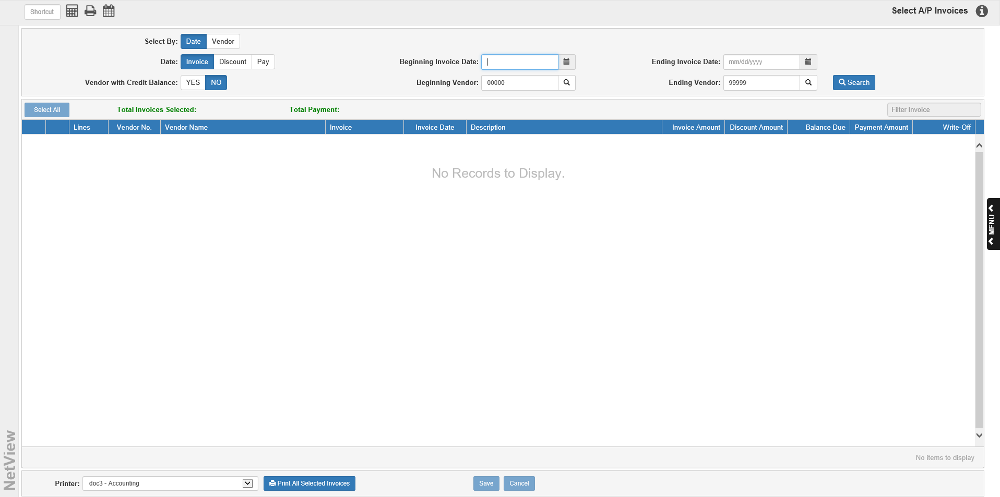 Shortcut
Select A/P Invoices
Select By: Date Vendor
Date: Invoice Discount Pay Beginning Invoice Date: Ending Invoice Date: mm/dd/yyyy
Vendor with Credit Balance: YES NO Beginning Vendor: 00000 Ending Vendor: 99999 Search
Select All Total Invoices Selected: Total Payment: Filter Invoice
Lines Vendor No. Vendor Name Invoice Invoice Date Description Invoice Amount Discount Amount Balance Due Payment Amount Write-Off
No Records to Display.
MENU
No items to display
NetView
Printer: doc3 - Accounting Print All Selected Invoices Save Cancel